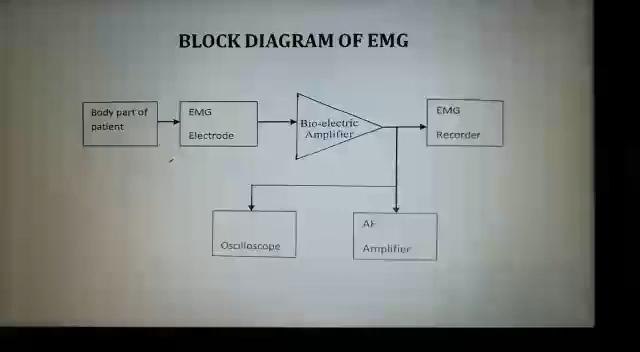 BLOCK DIAGRAM OF EMG
Body part of
patient
EMG
Electrode
Bio-electric
Amplifier
EMG
Recorder
Oscilloscope
AF
Amplifier